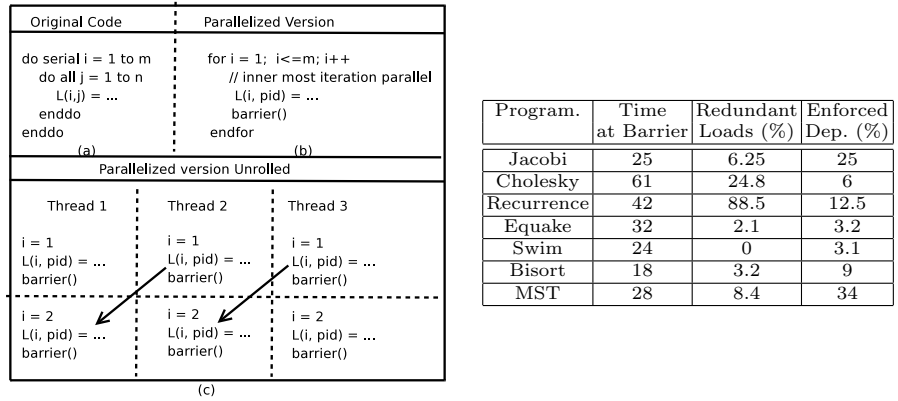 Original Code
Parallelized Version
do serial i = 1 to m
do all j = 1 to n
L(i,j) = ...
enddo
enddo
(a)
for i = 1; i<=m; i++
// inner most iteration parallel
L(i, pid) = ...
barrier()
endfor
(b)
Parallelized version Unrolled
Thread 1
Thread 2
Thread 3
i = 1
L(i, pid) = ...
barrier()
i = 1
L(i, pid) = ...
barrier()
i = 1
L(i, pid) = ...
barrier()
i = 2
L(i, pid) = ...
barrier()
i = 2
L(i, pid) = ...
barrier()
i = 2
L(i, pid) = ...
barrier()
(c)
Program. Time Redundant Enforced
at Barrier Loads (%) Dep. (%)
Jacobi 25 6.25 25
Cholesky 61 24.8 6
Recurrence 42 88.5 12.5
Equake 32 2.1 3.2
Swim 24 0 3.1
Bisort 18 3.2 9
MST 28 8.4 34